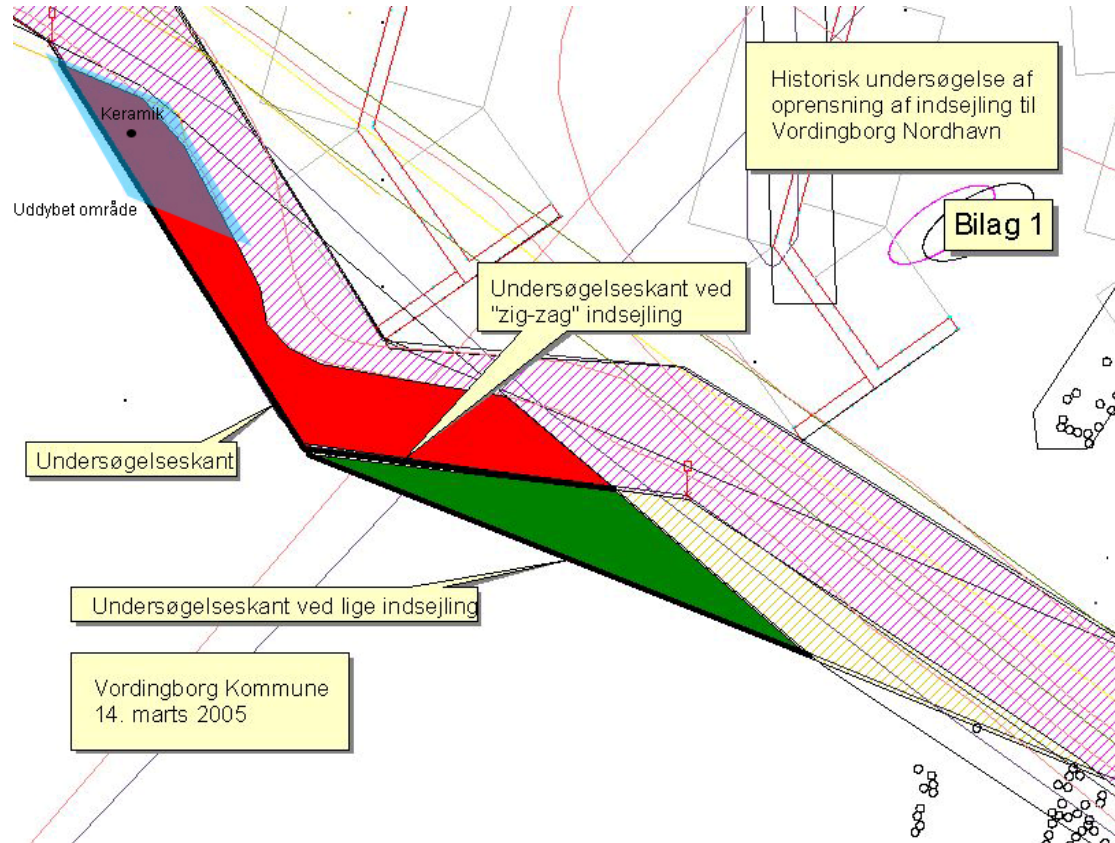 Historisk undersøgelse af
oprensning af indsejling til
Vordingborg Nordhavn
Keramik
Uddybet område
Bilag 1
Undersøgelseskant ved
"zig-zag" indsejling
Undersøgelseskant
Undersøgelseskant ved lige indsejling
Vordingborg Kommune
14. marts 2005